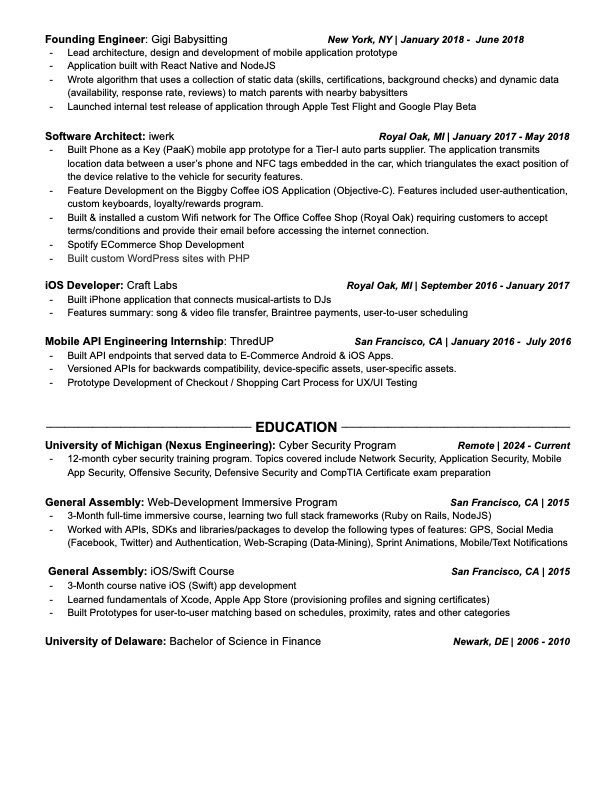 Founding Engineer: Gigi Babysitting New York, NY | January 2018 - June 2018
- Lead architecture, design and development of mobile application prototype
- Application built with React Native and NodeJS
- Wrote algorithm that uses a collection of static data (skills, certifications, background checks) and dynamic data
(availability, response rate, reviews) to match parents with nearby babysitters
- Launched internal test release of application through Apple Test Flight and Google Play Beta
Software Architect: iwerk Royal Oak, MI | January 2017 - May 2018
- Built Phone as a Key (PaaK) mobile app prototype for a Tier-I auto parts supplier. The application transmits
location data between a user's phone and NFC tags embedded in the car, which triangulates the exact position of
the device relative to the vehicle for security features.
- Feature Development on the Biggby Coffee iOS Application (Objective-C). Features included user-authentication,
custom keyboards, loyalty/rewards program.
- Built & installed a custom Wifi network for The Office Coffee Shop (Royal Oak) requiring customers to accept
terms/conditions and provide their email before accessing the internet connection.
- Spotify ECommerce Shop Development
- Built custom WordPress sites with PHP
iOS Developer: Craft Labs Royal Oak, MI | September 2016 - January 2017
- Built iPhone application that connects musical-artists to DJs
- Features summary: song & video file transfer, Braintree payments, user-to-user scheduling
Mobile API Engineering Internship: ThredUP San Francisco, CA | January 2016 - July 2016
- Built API endpoints that served data to E-Commerce Android & iOS Apps.
- Versioned APIs for backwards compatibility, device-specific assets, user-specific assets.
- Prototype Development of Checkout / Shopping Cart Process for UX/UI Testing
EDUCATION
University of Michigan (Nexus Engineering): Cyber Security Program Remote | 2024 - Current
- 12-month cyber security training program. Topics covered include Network Security, Application Security, Mobile
App Security, Offensive Security, Defensive Security and CompTIA Certificate exam preparation
General Assembly: Web-Development Immersive Program San Francisco, CA | 2015
- 3-Month full-time immersive course, learning two full stack frameworks (Ruby on Rails, NodeJS)
- Worked with APIs, SDKs and libraries/packages to develop the following types of features: GPS, Social Media
(Facebook, Twitter) and Authentication, Web-Scraping (Data-Mining), Sprint Animations, Mobile/Text Notifications
General Assembly: iOS/Swift Course San Francisco, CA | 2015
- 3-Month course native iOS (Swift) app development
- Learned fundamentals of Xcode, Apple App Store (provisioning profiles and signing certificates)
- Built Prototypes for user-to-user matching based on schedules, proximity, rates and other categories
University of Delaware: Bachelor of Science in Finance Newark, DE | 2006 - 2010